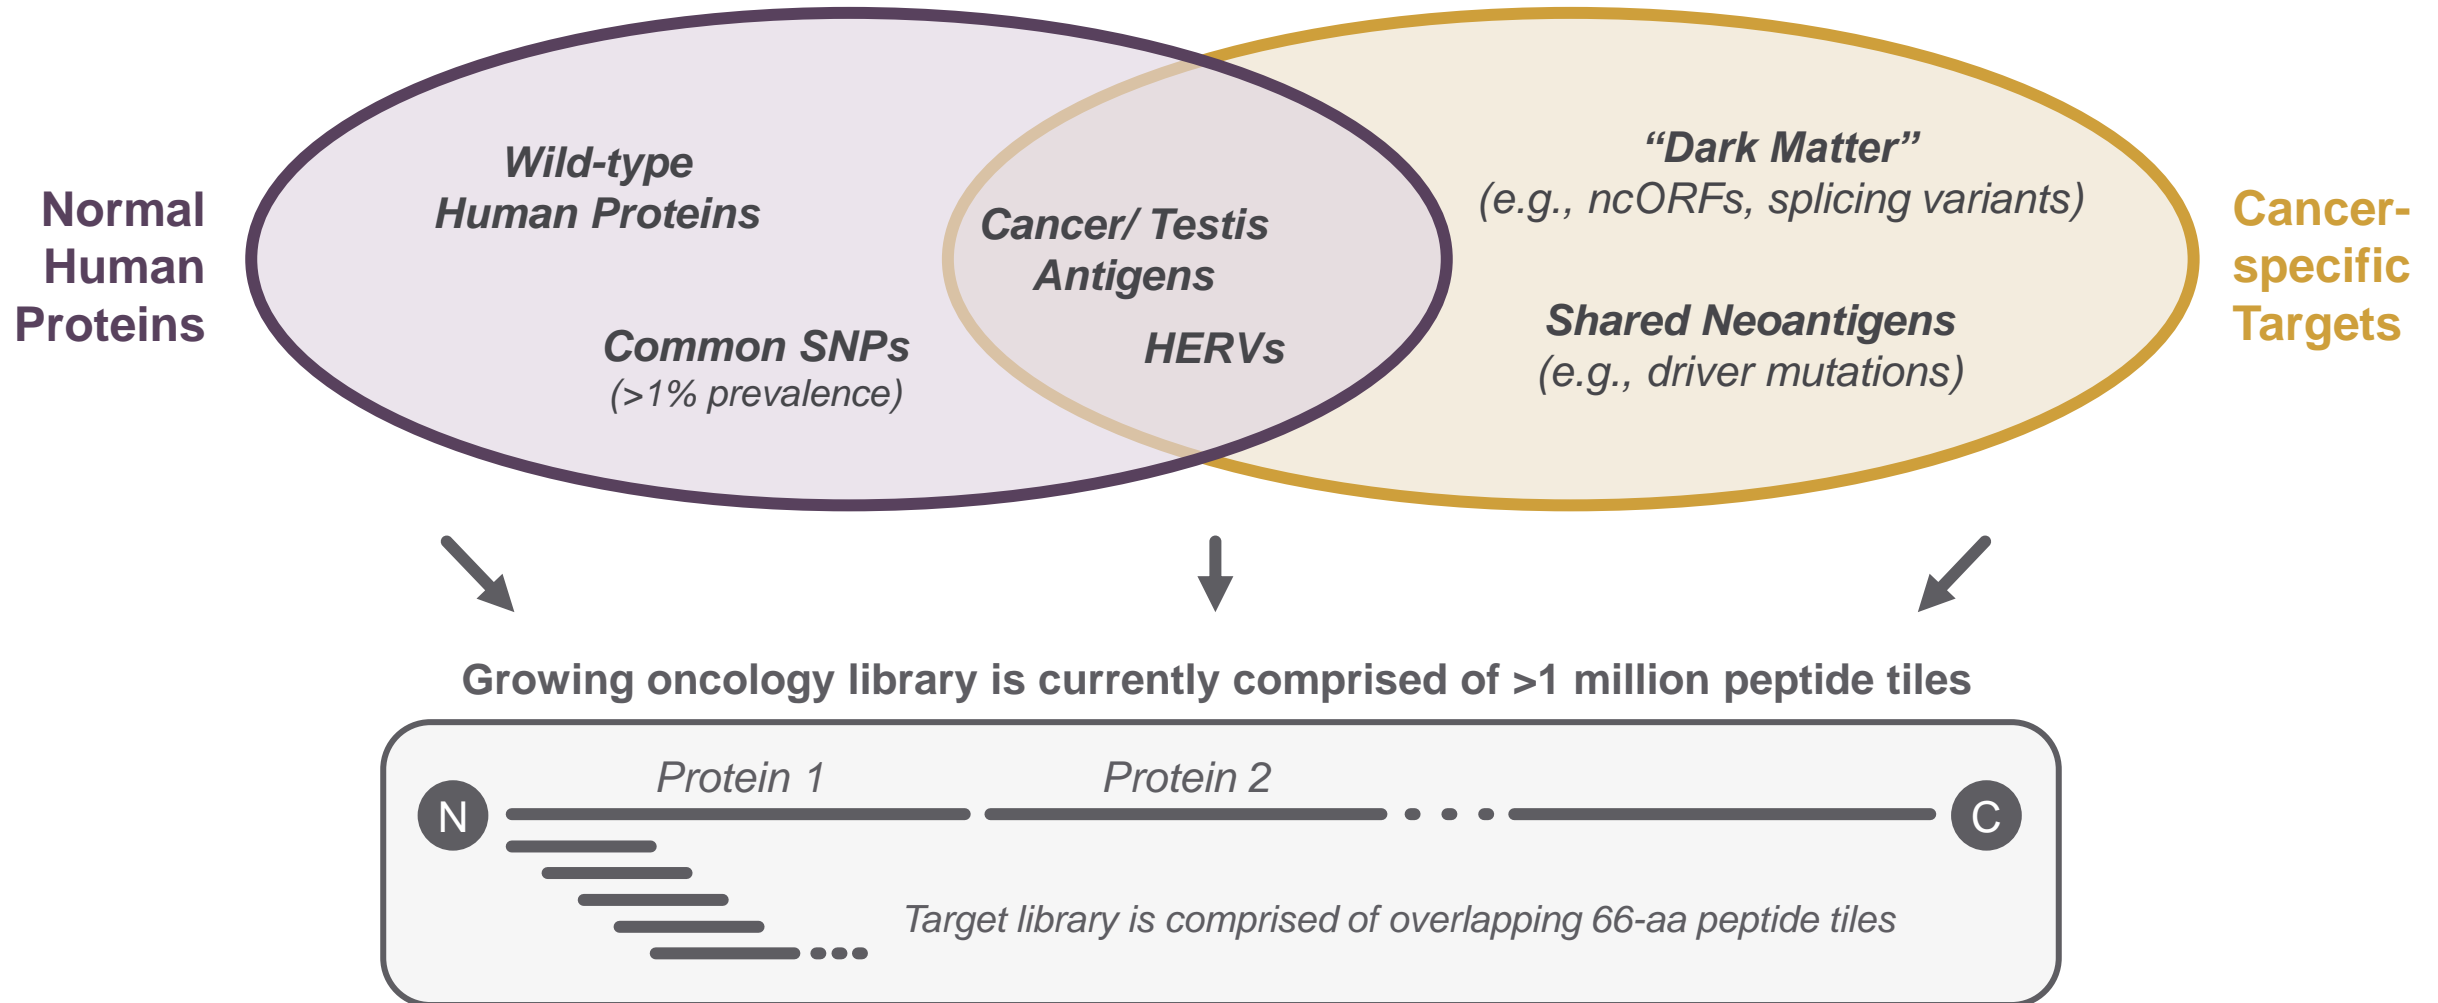 Normal
Human
Proteins
Wild-type
Human Proteins
Common SNPs
(>1% prevalence)
Cancer/ Testis
Antigens
HERVs
“Dark Matter”
(e.g., ncORFs, splicing variants)
Shared Neoantigens
(e.g., driver mutations)
Cancer-
specific
Targets
Growing oncology library is currently comprised of >1 million peptide tiles
Protein 1
Protein 2
N
C
Target library is comprised of overlapping 66-aa peptide tiles